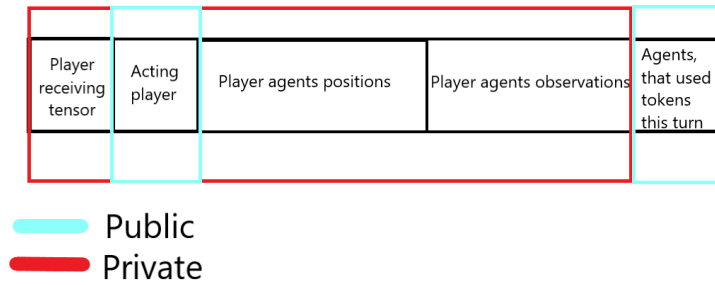 Player
receiving
tensor
Acting
player
Player agents positions
Player agents observations
Agents,
that used
tokens
this turn
Public
Private